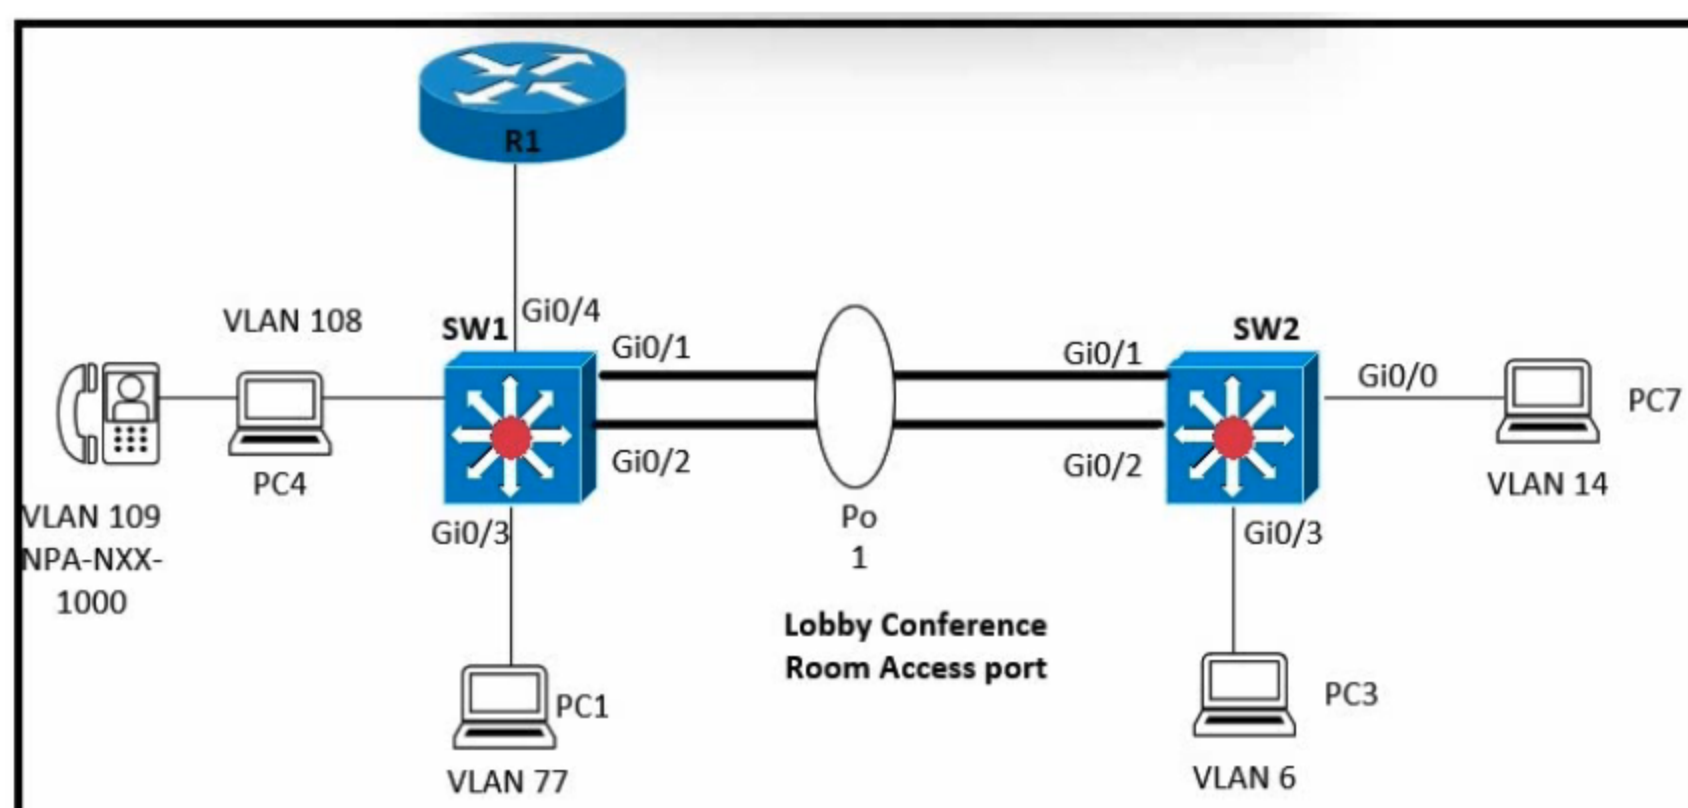 R1
Gi0/4
VLAN 108
SW1
Gi0/1
Gi0/1
SW2
Gi0/0
PC7
PC4
Gi0/2
Gi0/2
VLAN 14
VLAN 109
NPA-NXX-
1000
Gi0/3
Po
1
Gi0/3
Lobby Conference
Room Access port
PC1
PC3
VLAN 77
VLAN 6